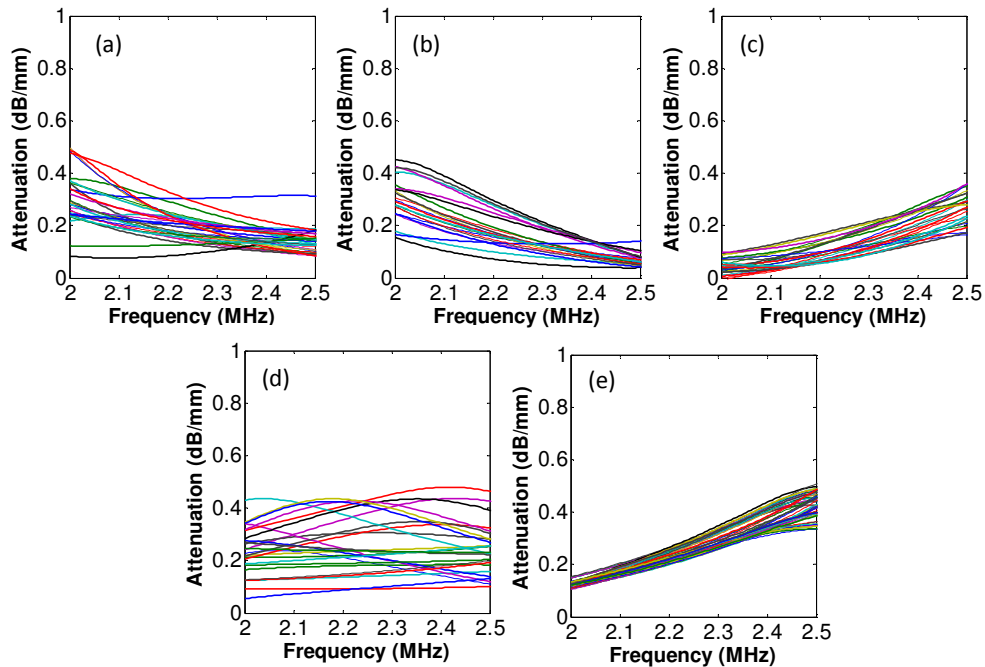 (a)
Attenuation (dB/mm)
1
0.8
0.6
0.4
0.2
0
2 2.1 2.2 2.3 2.4 2.5
Frequency (MHz)
(b)
Attenuation (dB/mm)
1
0.8
0.6
0.4
0.2
0
2 2.1 2.2 2.3 2.4 2.5
Frequency (MHz)
(c)
Attenuation (dB/mm)
1
0.8
0.6
0.4
0.2
0
2 2.1 2.2 2.3 2.4 2.5
Frequency (MHz)
(d)
Attenuation (dB/mm)
1
0.8
0.6
0.4
0.2
0
2 2.1 2.2 2.3 2.4 2.5
Frequency (MHz)
(e)
Attenuation (dB/mm)
1
0.8
0.6
0.4
0.2
0
2 2.1 2.2 2.3 2.4 2.5
Frequency (MHz)